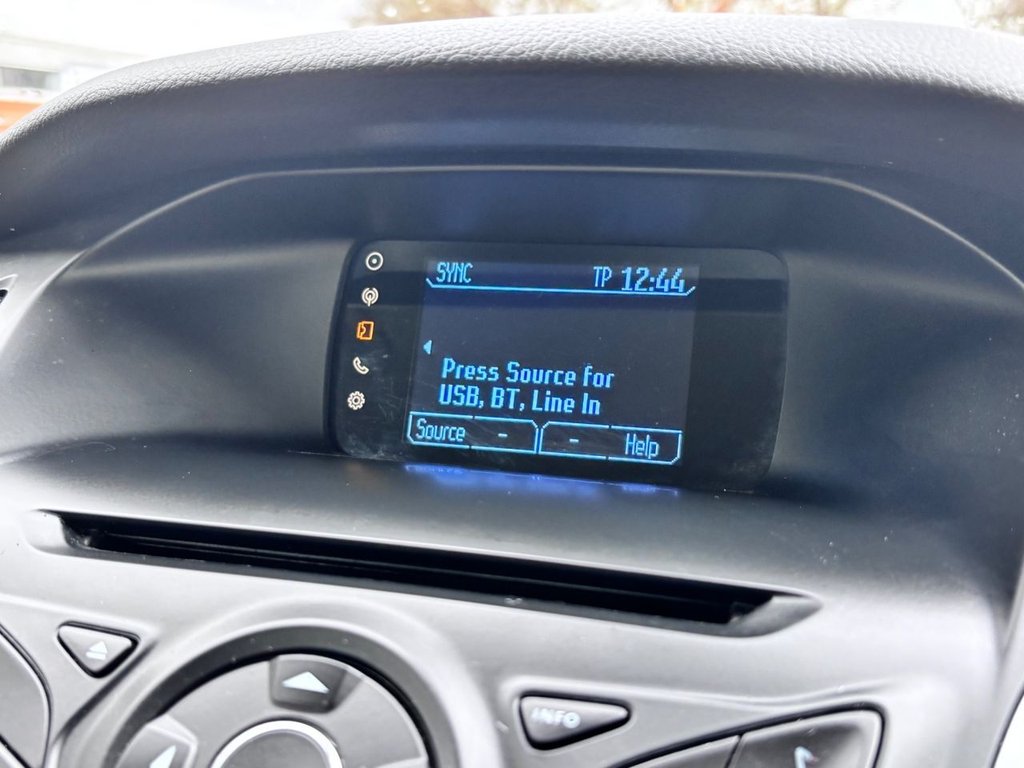 SYNC TP 12:44
Press Source for
USB, BT, Line In
Source - - Help
INFO